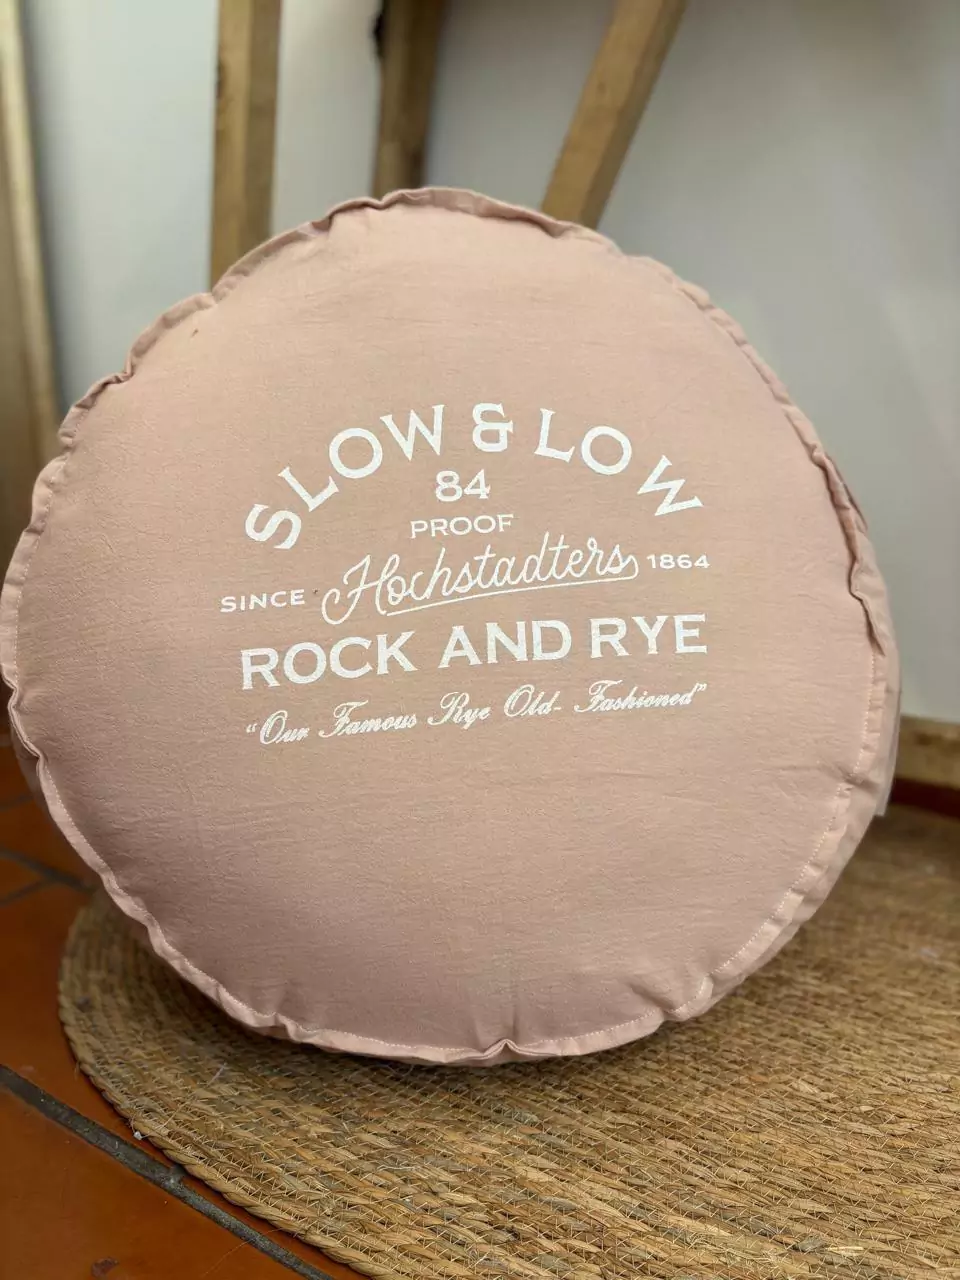 SLOW & LOW
84
PROOF
SINCE Hochstadters 1864
ROCK AND RYE
"Our Famous Rye Old- Fashioned"